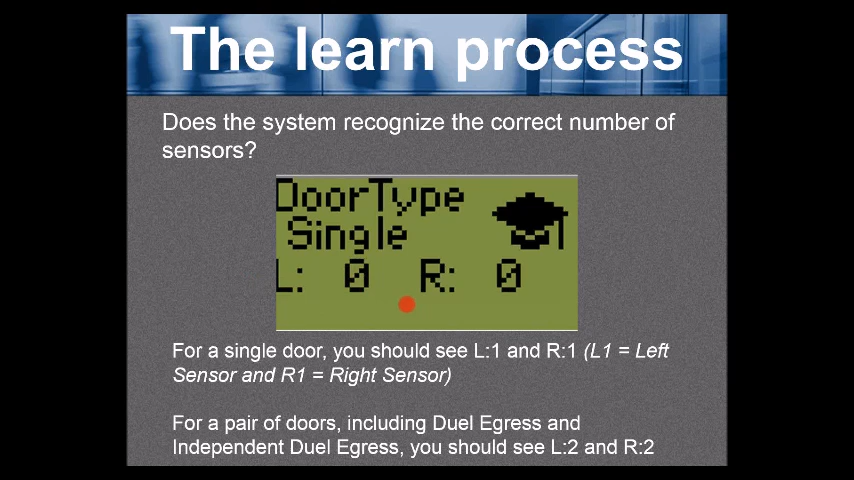 The learn process
Does the system recognize the correct number of
sensors?
DoorType
Single
L: 0 R: 0
For a single door, you should see L:1 and R:1 (L1 = Left
Sensor and R1 = Right Sensor)
For a pair of doors, including Duel Egress and
Independent Duel Egress, you should see L:2 and R:2